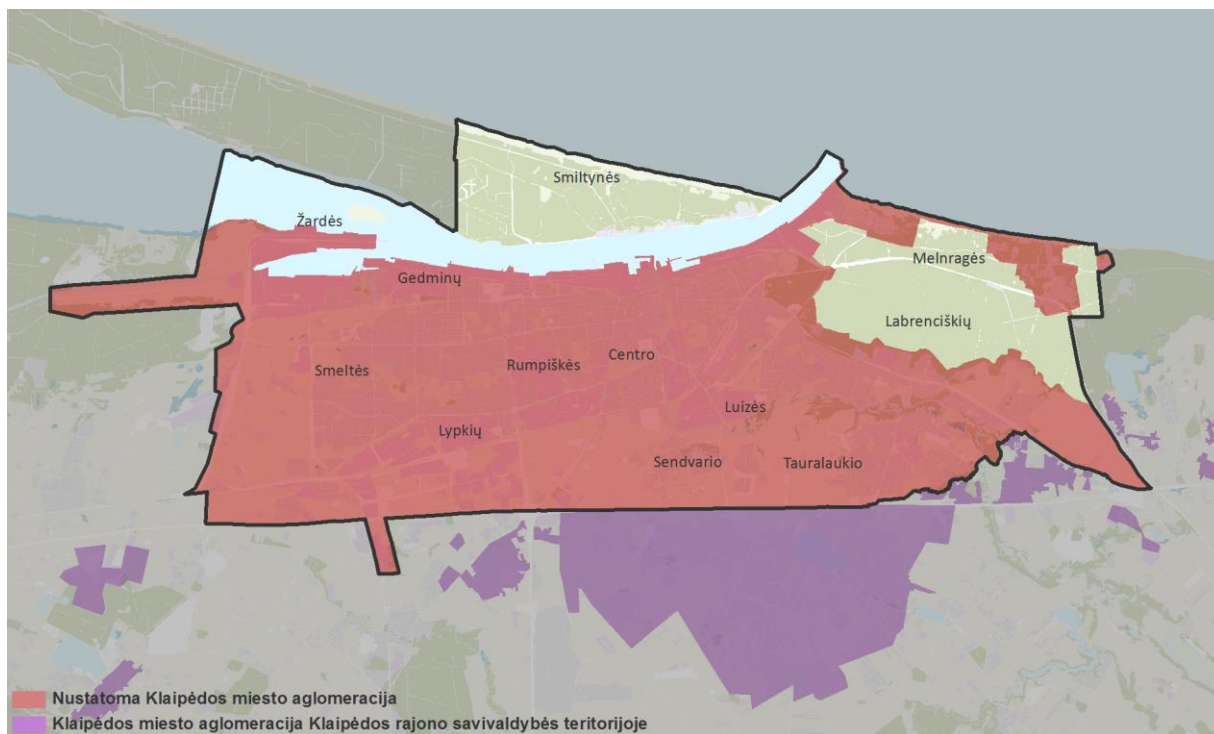 Smiltynės
Žardės
Melnragės
Gedminų
Labrenciškių
Centro
Rumpiškės
Smeltės
Luizės
Lypkių
Sendvario
Tauralaukio
Nustatoma Klaipėdos miesto aglomeracija
Klaipėdos miesto aglomeracija Klaipėdos rajono savivaldybės teritorijoje